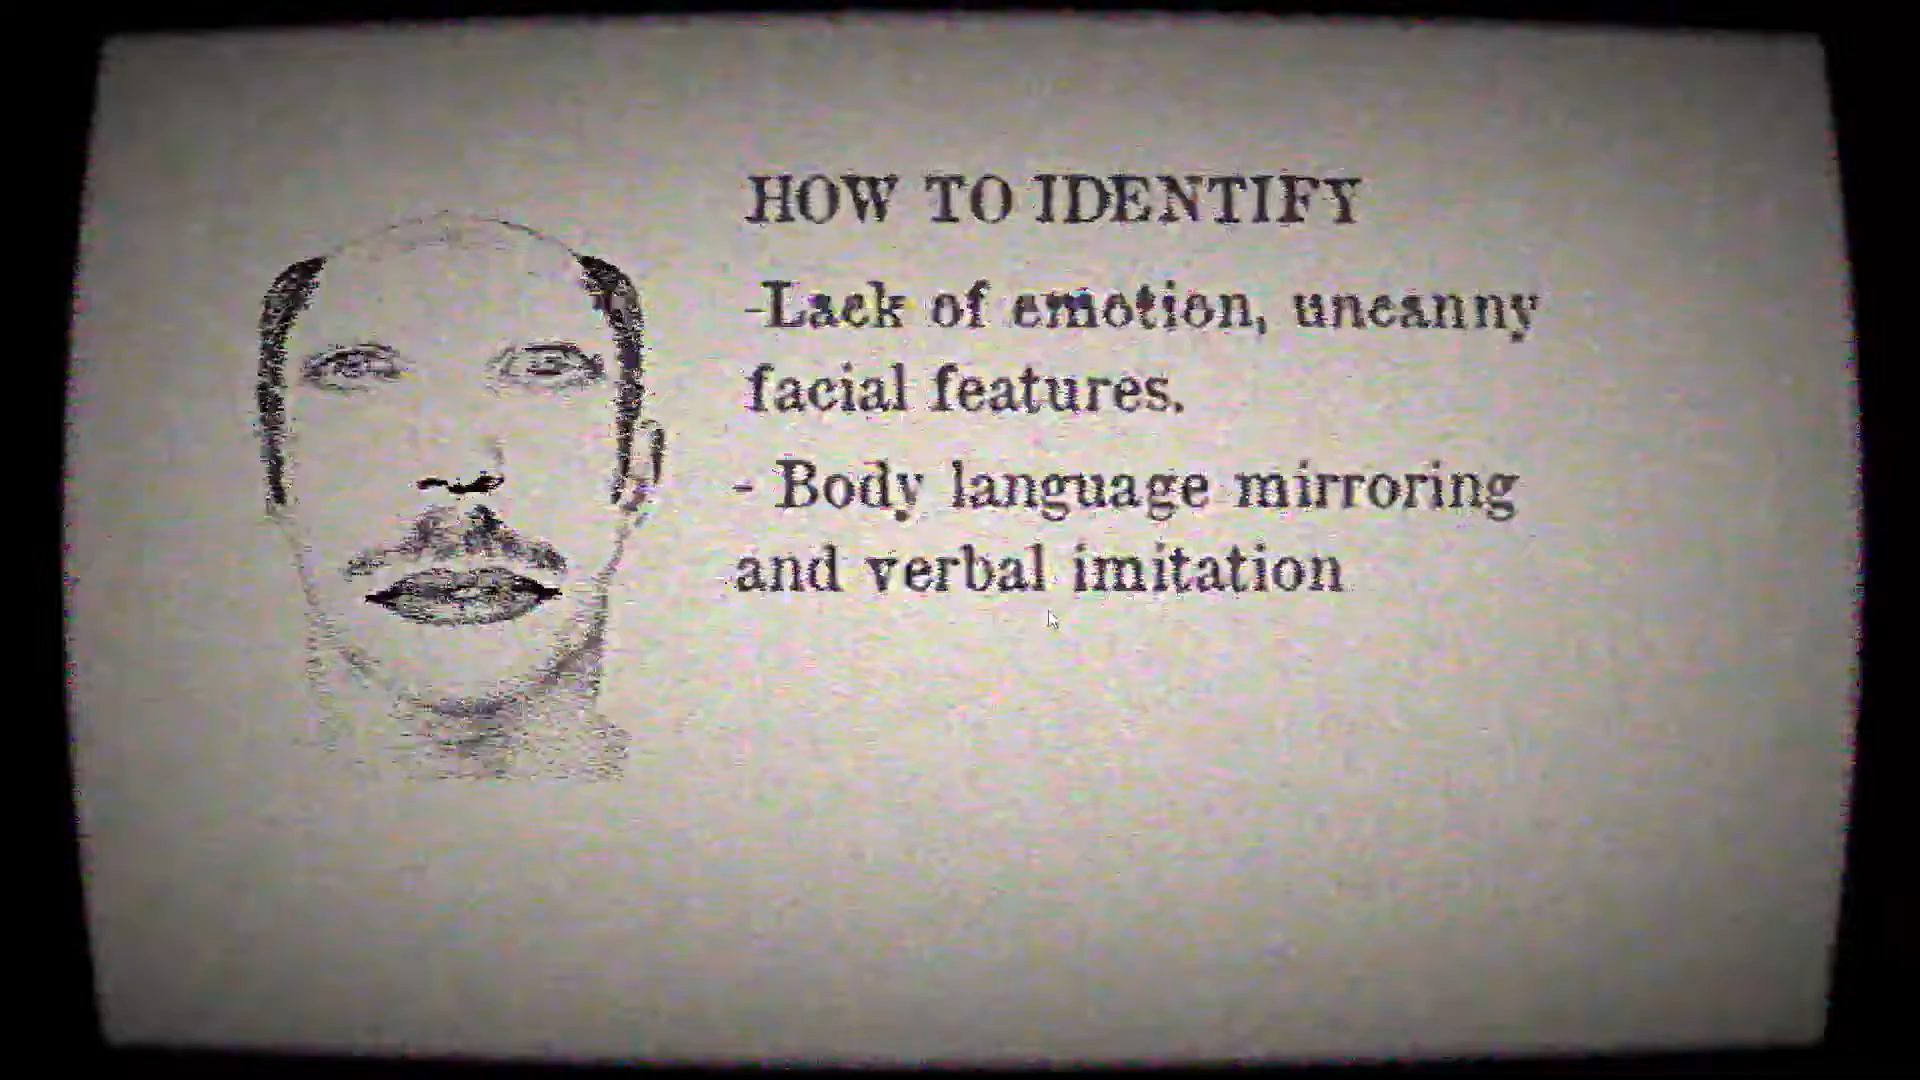 HOW TO IDENTIFY
-Lack of emotion, uncanny
facial features.
- Body language mirroring
and verbal imitation